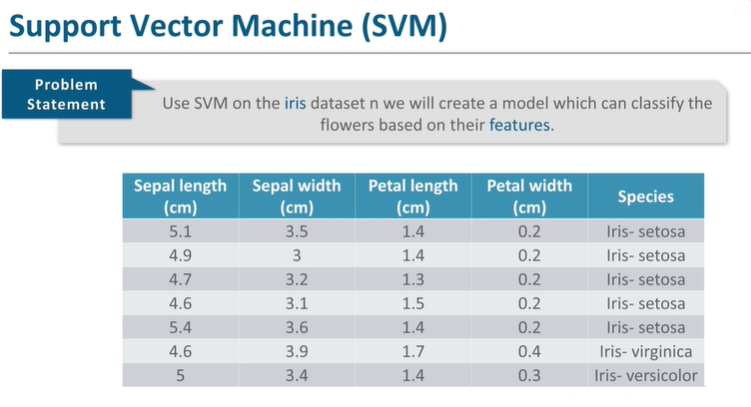 Support Vector Machine (SVM)
Problem
Statement
Use SVM on the iris dataset n we will create a model which can classify the
flowers based on their features.
Sepal length (cm) Sepal width (cm) Petal length (cm) Petal width (cm) Species
5.1 3.5 1.4 0.2 Iris- setosa
4.9 3 1.4 0.2 Iris- setosa
4.7 3.2 1.3 0.2 Iris- setosa
4.6 3.1 1.5 0.2 Iris- setosa
5.4 3.6 1.4 0.2 Iris- setosa
4.6 3.9 1.7 0.4 Iris- virginica
5 3.4 1.4 0.3 Iris- versicolor